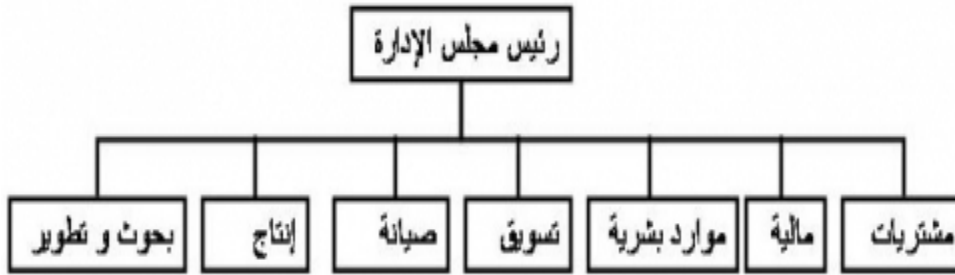 رئيس مجلس الإدارة
مشتريات
مالية
موارد بشرية
تسويق
صيانة
إنتاج
بحوث و تطوير